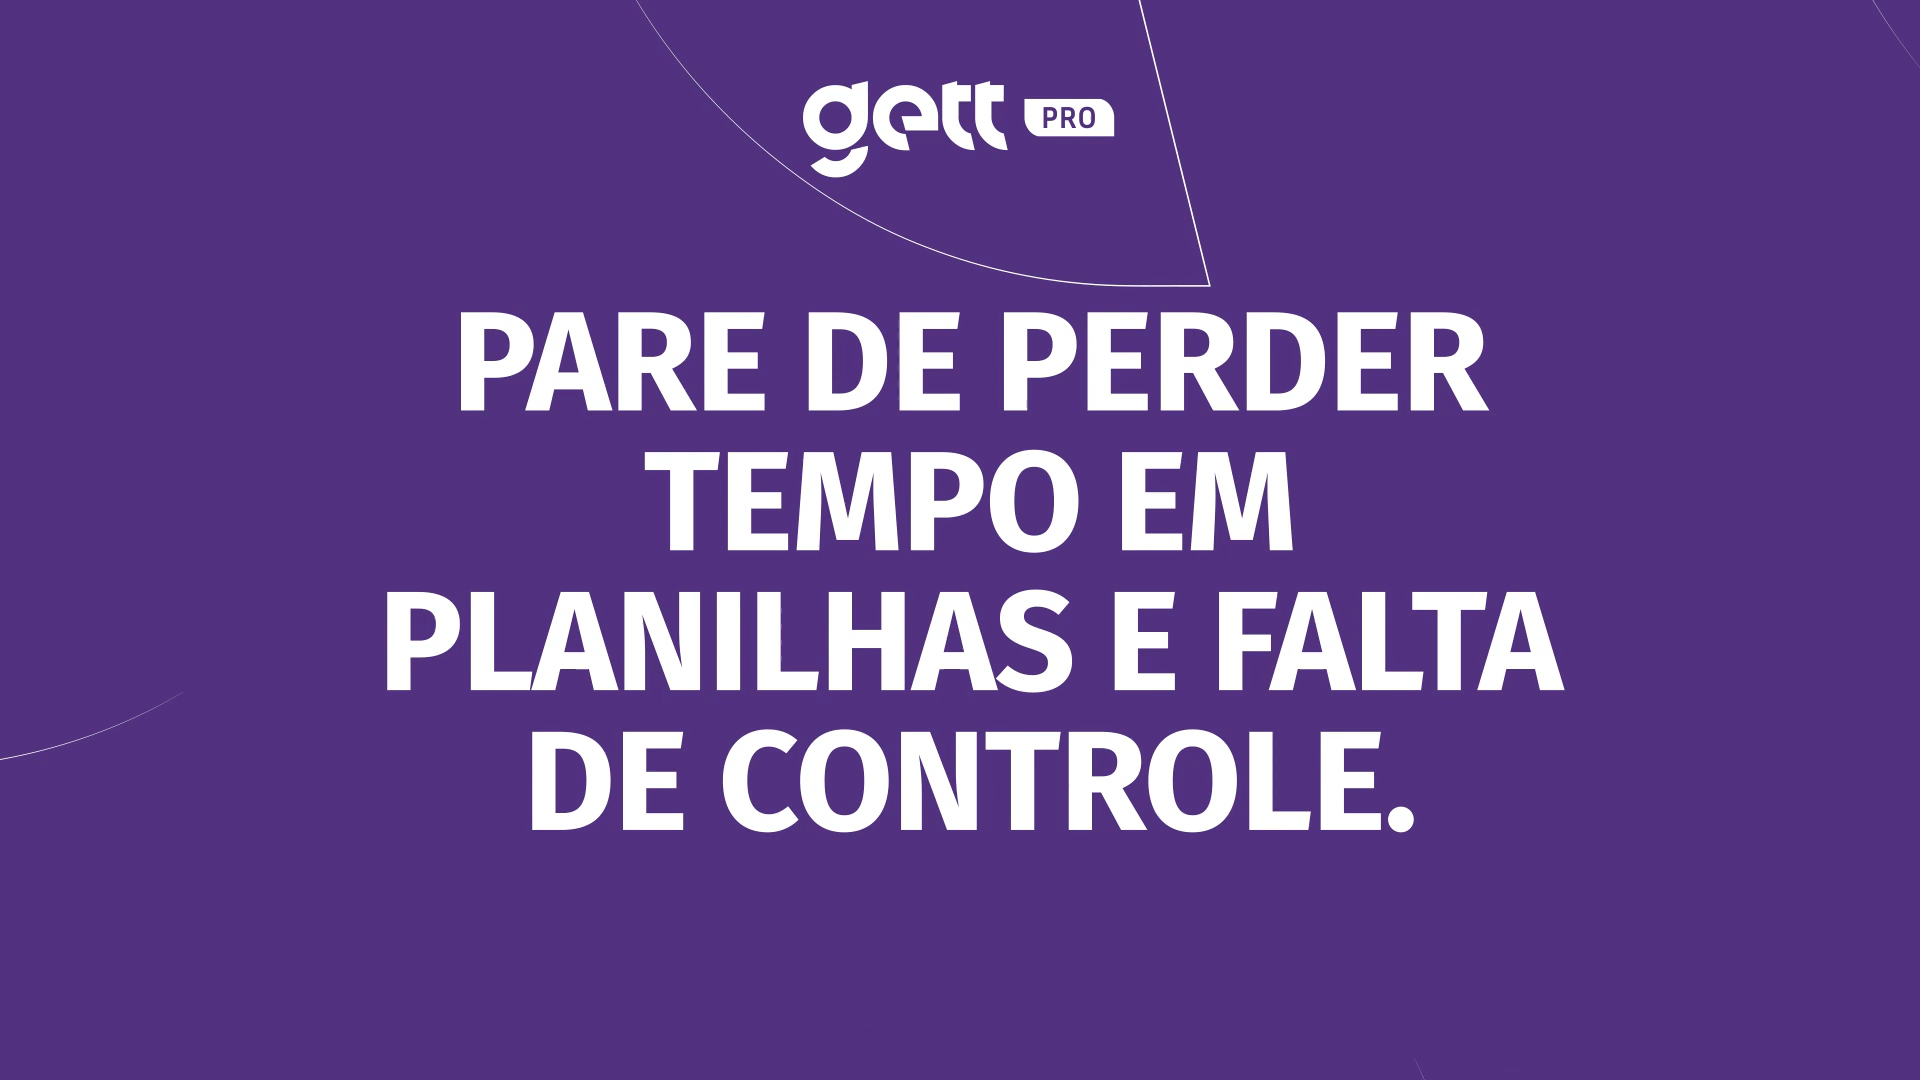 gett PRO
PARE DE PERDER
TEMPO EM
PLANILHAS E FALTA
DE CONTROLE.